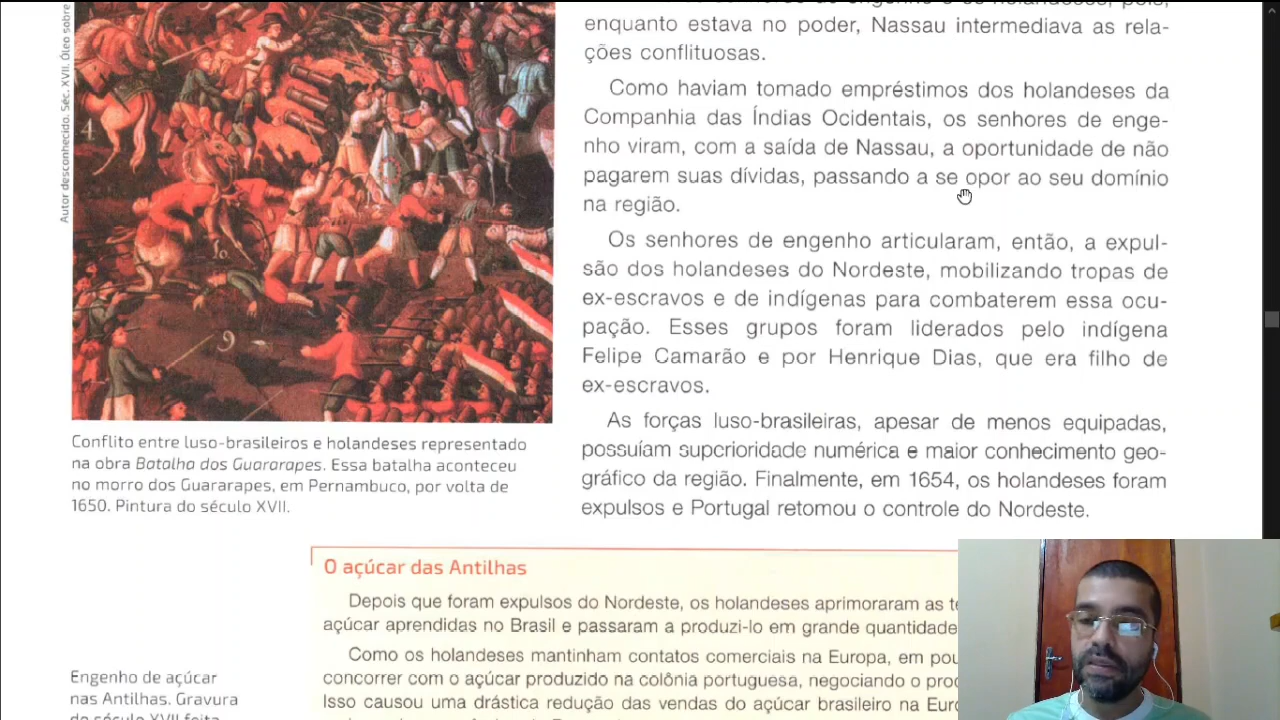 enquanto estava no poder, Nassau intermediava as rela-
ções conflituosas.
Como haviam tomado empréstimos dos holandeses da
Companhia das Índias Ocidentais, os senhores de enge-
nho viram, com a saída de Nassau, a oportunidade de não
pagarem suas dívidas, passando a se opor ao seu domínio
na região.
Os senhores de engenho articularam, então, a expul-
são dos holandeses do Nordeste, mobilizando tropas de
ex-escravos e de indígenas para combaterem essa ocu-
pação. Esses grupos foram liderados pelo indígena
Felipe Camarão e por Henrique Dias, que era filho de
ex-escravos.
As forças luso-brasileiras, apesar de menos equipadas,
possuíam superioridade numérica e maior conhecimento geo-
gráfico da região. Finalmente, em 1654, os holandeses foram
expulsos e Portugal retomou o controle do Nordeste.
Autor desconhecido. Séc. XVII. Óleo sobre
4
10
9
Conflito entre luso-brasileiros e holandeses representado
na obra Batalha dos Guararapes. Essa batalha aconteceu
no morro dos Guararapes, em Pernambuco, por volta de
1650. Pintura do século XVII.
O açúcar das Antilhas
Depois que foram expulsos do Nordeste, os holandeses aprimoraram as
açúcar aprendidas no Brasil e passaram a produzi-lo em grande quantidade
Como os holandeses mantinham contatos comerciais na Europa, em
concorrer com o açúcar produzido na colônia portuguesa, negociando o
Isso causou uma drástica redução das vendas do açúcar brasileiro na
Engenho de açúcar
nas Antilhas. Gravura
do século XVII feita